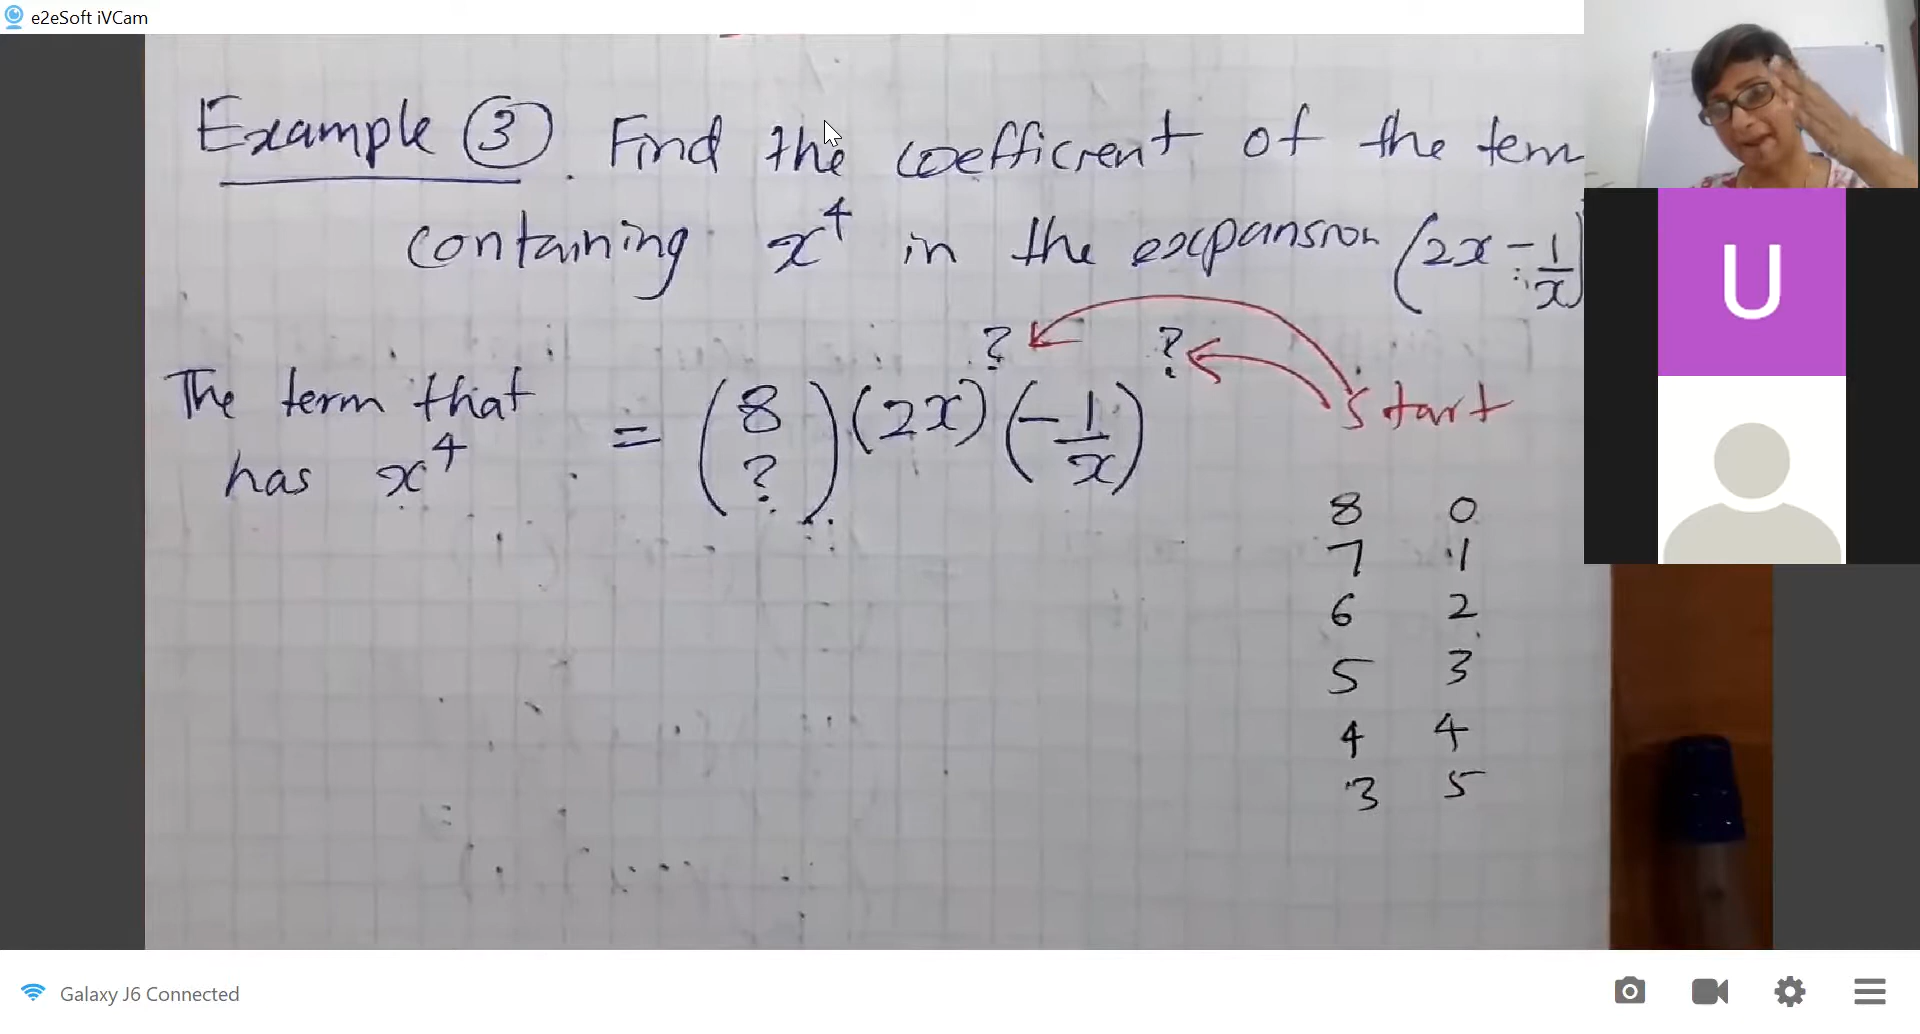 e2eSoft iVCam
Example ③. Find the coefficient of the term
containing x⁴ in the expansion (2x - 1/x)
The term that has x⁴ = (8 ?) (2x)^? (-1/x)^? Start
8 0
7 1
6 2
5 3
4 4
3 5
U
Galaxy J6 Connected